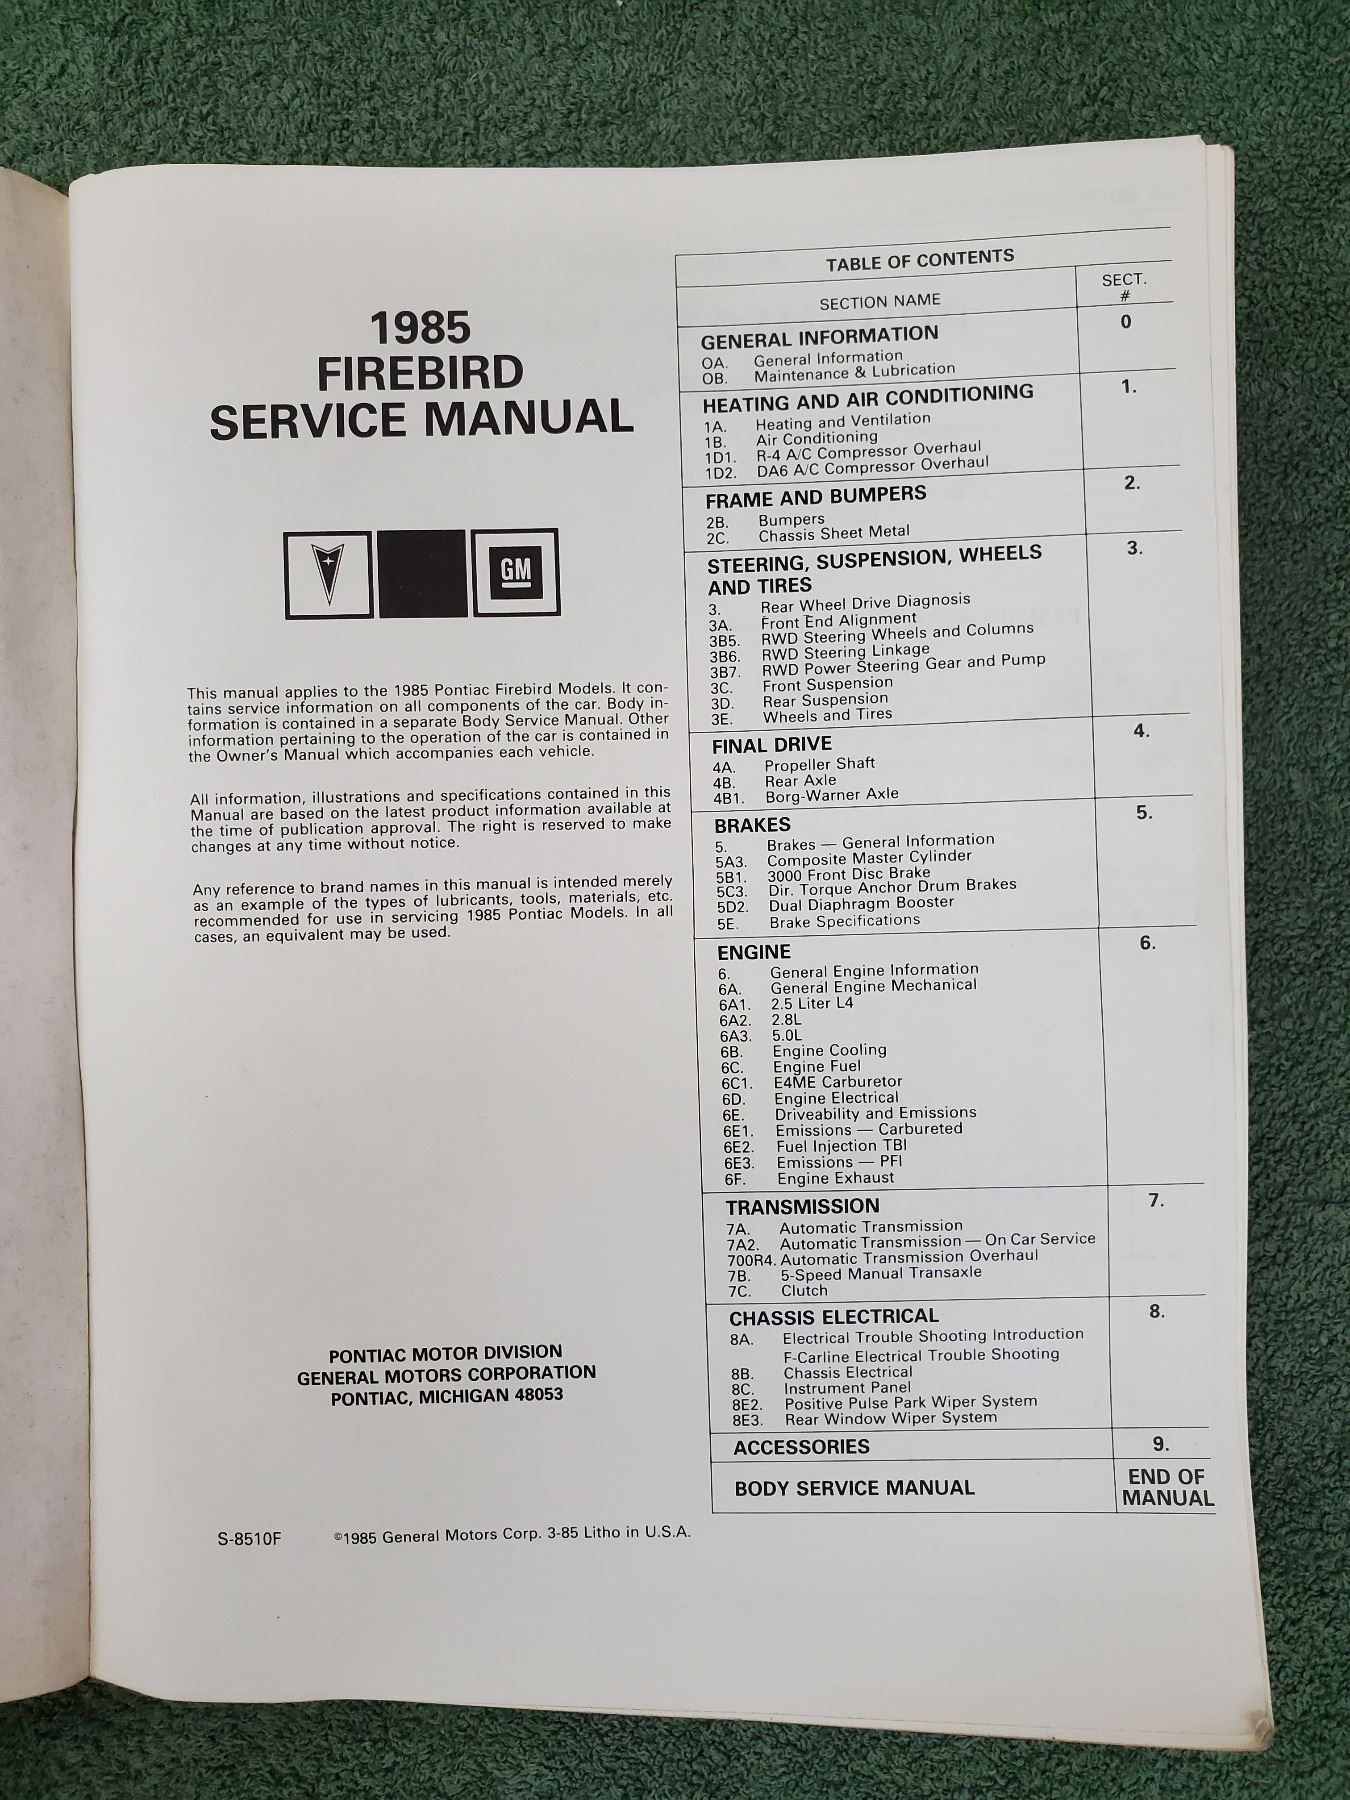 1985
FIREBIRD
SERVICE MANUAL
GM
This manual applies to the 1985 Pontiac Firebird Models. It con-
tains service information on all components of the car. Body in-
formation is contained in a separate Body Service Manual. Other
information pertaining to the operation of the car is contained in
the Owner's Manual which accompanies each vehicle.
All information, illustrations and specifications contained in this
Manual are based on the latest product information available at
the time of publication approval. The right is reserved to make
changes at any time without notice.
Any reference to brand names in this manual is intended merely
as an example of the types of lubricants, tools, materials, etc.
recommended for use in servicing 1985 Pontiac Models. In all
cases, an equivalent may be used.
PONTIAC MOTOR DIVISION
GENERAL MOTORS CORPORATION
PONTIAC, MICHIGAN 48053
S-8510F ©1985 General Motors Corp. 3-85 Litho in U.S.A.
TABLE OF CONTENTS
SECTION NAME SECT. #
GENERAL INFORMATION 0
OA. General Information
OB. Maintenance & Lubrication
HEATING AND AIR CONDITIONING 1.
1A. Heating and Ventilation
1B. Air Conditioning
1D1. R-4 A/C Compressor Overhaul
1D2. DA6 A/C Compressor Overhaul
FRAME AND BUMPERS 2.
2B. Bumpers
2C. Chassis Sheet Metal
STEERING, SUSPENSION, WHEELS 3.
AND TIRES
3. Rear Wheel Drive Diagnosis
3A. Front End Alignment
3B5. RWD Steering Wheels and Columns
3B6. RWD Steering Linkage
3B7. RWD Power Steering Gear and Pump
3C. Front Suspension
3D. Rear Suspension
3E. Wheels and Tires
FINAL DRIVE 4.
4A. Propeller Shaft
4B. Rear Axle
4B1. Borg-Warner Axle
BRAKES 5.
5. Brakes — General Information
5A3. Composite Master Cylinder
5B1. 3000 Front Disc Brake
5C3. Dir. Torque Anchor Drum Brakes
5D2. Dual Diaphragm Booster
5E. Brake Specifications
ENGINE 6.
6. General Engine Information
6A. General Engine Mechanical
6A1. 2.5 Liter L4
6A2. 2.8L
6A3. 5.0L
6B. Engine Cooling
6C. Engine Fuel
6C1. E4ME Carburetor
6D. Engine Electrical
6E. Driveability and Emissions
6E1. Emissions — Carbureted
6E2. Fuel Injection TBI
6E3. Emissions — PFI
6F. Engine Exhaust
TRANSMISSION 7.
7A. Automatic Transmission
7A2. Automatic Transmission — On Car Service
700R4. Automatic Transmission Overhaul
7B. 5-Speed Manual Transaxle
7C. Clutch
CHASSIS ELECTRICAL 8.
8A. Electrical Trouble Shooting Introduction
F-Carline Electrical Trouble Shooting
8B. Chassis Electrical
8C. Instrument Panel
8E2. Positive Pulse Park Wiper System
8E3. Rear Window Wiper System
ACCESSORIES 9.
BODY SERVICE MANUAL END OF MANUAL